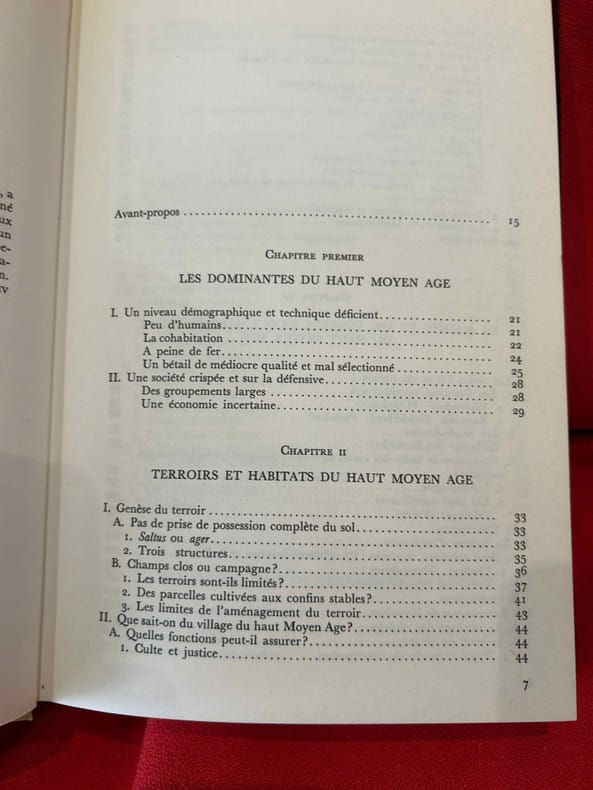 , a
né
ux
un
e-
a-
n.
IV
Avant-propos . . . . . . . . . . . . . . . . . . . . . . . . . . . . . . . . . . . . . . . . 15
CHAPITRE PREMIER
LES DOMINANTES DU HAUT MOYEN AGE
I. Un niveau démographique et technique déficient. . . . . . . . . . . . . . . 21
Peu d'humains. . . . . . . . . . . . . . . . . . . . . . . . . . . . . . . . . . . . 21
La cohabitation . . . . . . . . . . . . . . . . . . . . . . . . . . . . . . . . . . . 22
A peine de fer. . . . . . . . . . . . . . . . . . . . . . . . . . . . . . . . . . . . 24
Un bétail de médiocre qualité et mal sélectionné . . . . . . . . . . . . . 25
II. Une société crispée et sur la défensive. . . . . . . . . . . . . . . . . . . . . . 28
Des groupements larges . . . . . . . . . . . . . . . . . . . . . . . . . . . . . 28
Une économie incertaine. . . . . . . . . . . . . . . . . . . . . . . . . . . . . 29
CHAPITRE II
TERROIRS ET HABITATS DU HAUT MOYEN AGE
I. Genèse du terroir . . . . . . . . . . . . . . . . . . . . . . . . . . . . . . . . . . . 33
A. Pas de prise de possession complète du sol. . . . . . . . . . . . . . . . . 33
1. Saltus ou ager. . . . . . . . . . . . . . . . . . . . . . . . . . . . . . . . . . . 33
2. Trois structures. . . . . . . . . . . . . . . . . . . . . . . . . . . . . . . . . . 35
B. Champs clos ou campagne?. . . . . . . . . . . . . . . . . . . . . . . . . . . 36
1. Les terroirs sont-ils limités?. . . . . . . . . . . . . . . . . . . . . . . . . . 37
2. Des parcelles cultivées aux confins stables?. . . . . . . . . . . . . . . 41
3. Les limites de l'aménagement du terroir. . . . . . . . . . . . . . . . . 43
II. Que sait-on du village du haut Moyen Age?. . . . . . . . . . . . . . . . . . 44
A. Quelles fonctions peut-il assurer?. . . . . . . . . . . . . . . . . . . . . . . 44
1. Culte et justice. . . . . . . . . . . . . . . . . . . . . . . . . . . . . . . . . . 44
7